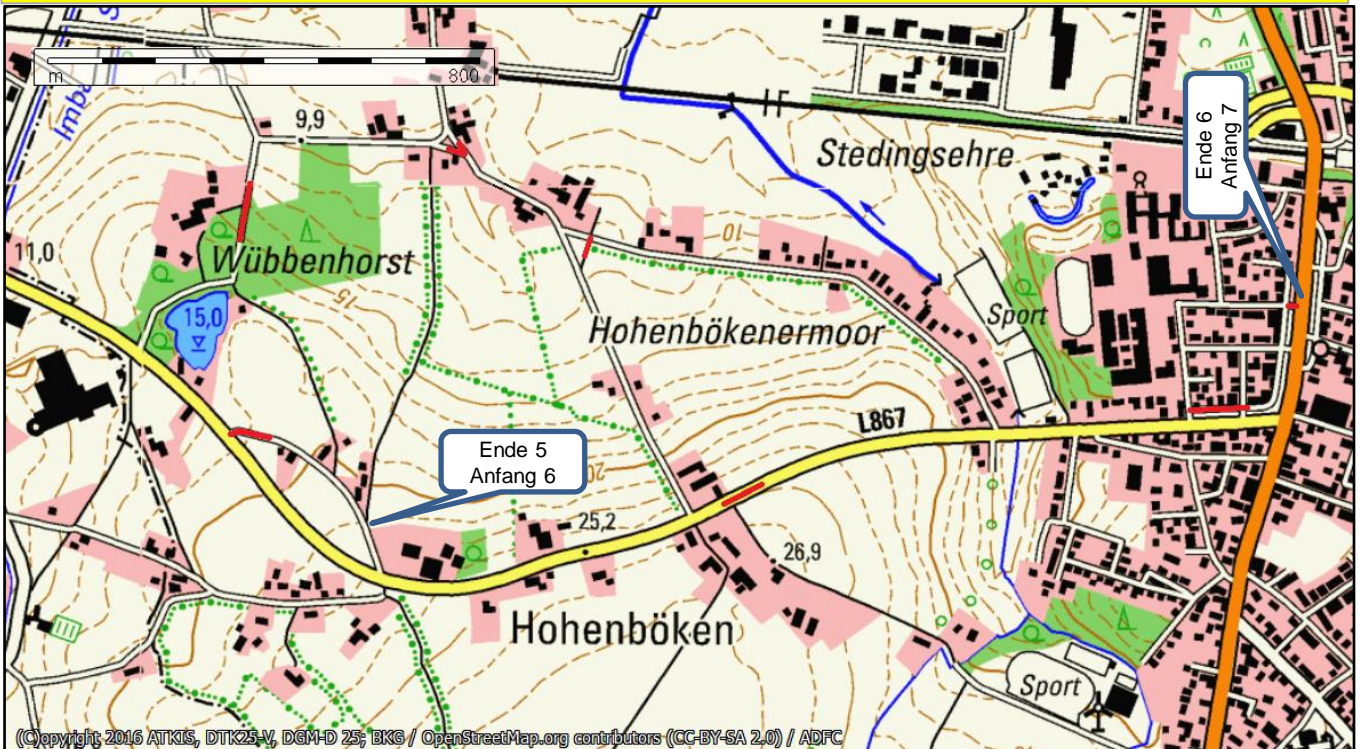 m 800
Imb
9,9
11,0
Wübbenhorst
15,0
15
Stedingsehre
10
Hohenbökenermoor
Sport
Ende 6
Anfang 7
L867
Ende 5
Anfang 6
20
25,2
26,9
Hohenböken
Sport
(C)opyright 2016 ATKIS, DTK25-V, DGM-D 25; BKG / OpenStreetMap.org contributors (CC-BY-SA 2.0) / ADFC